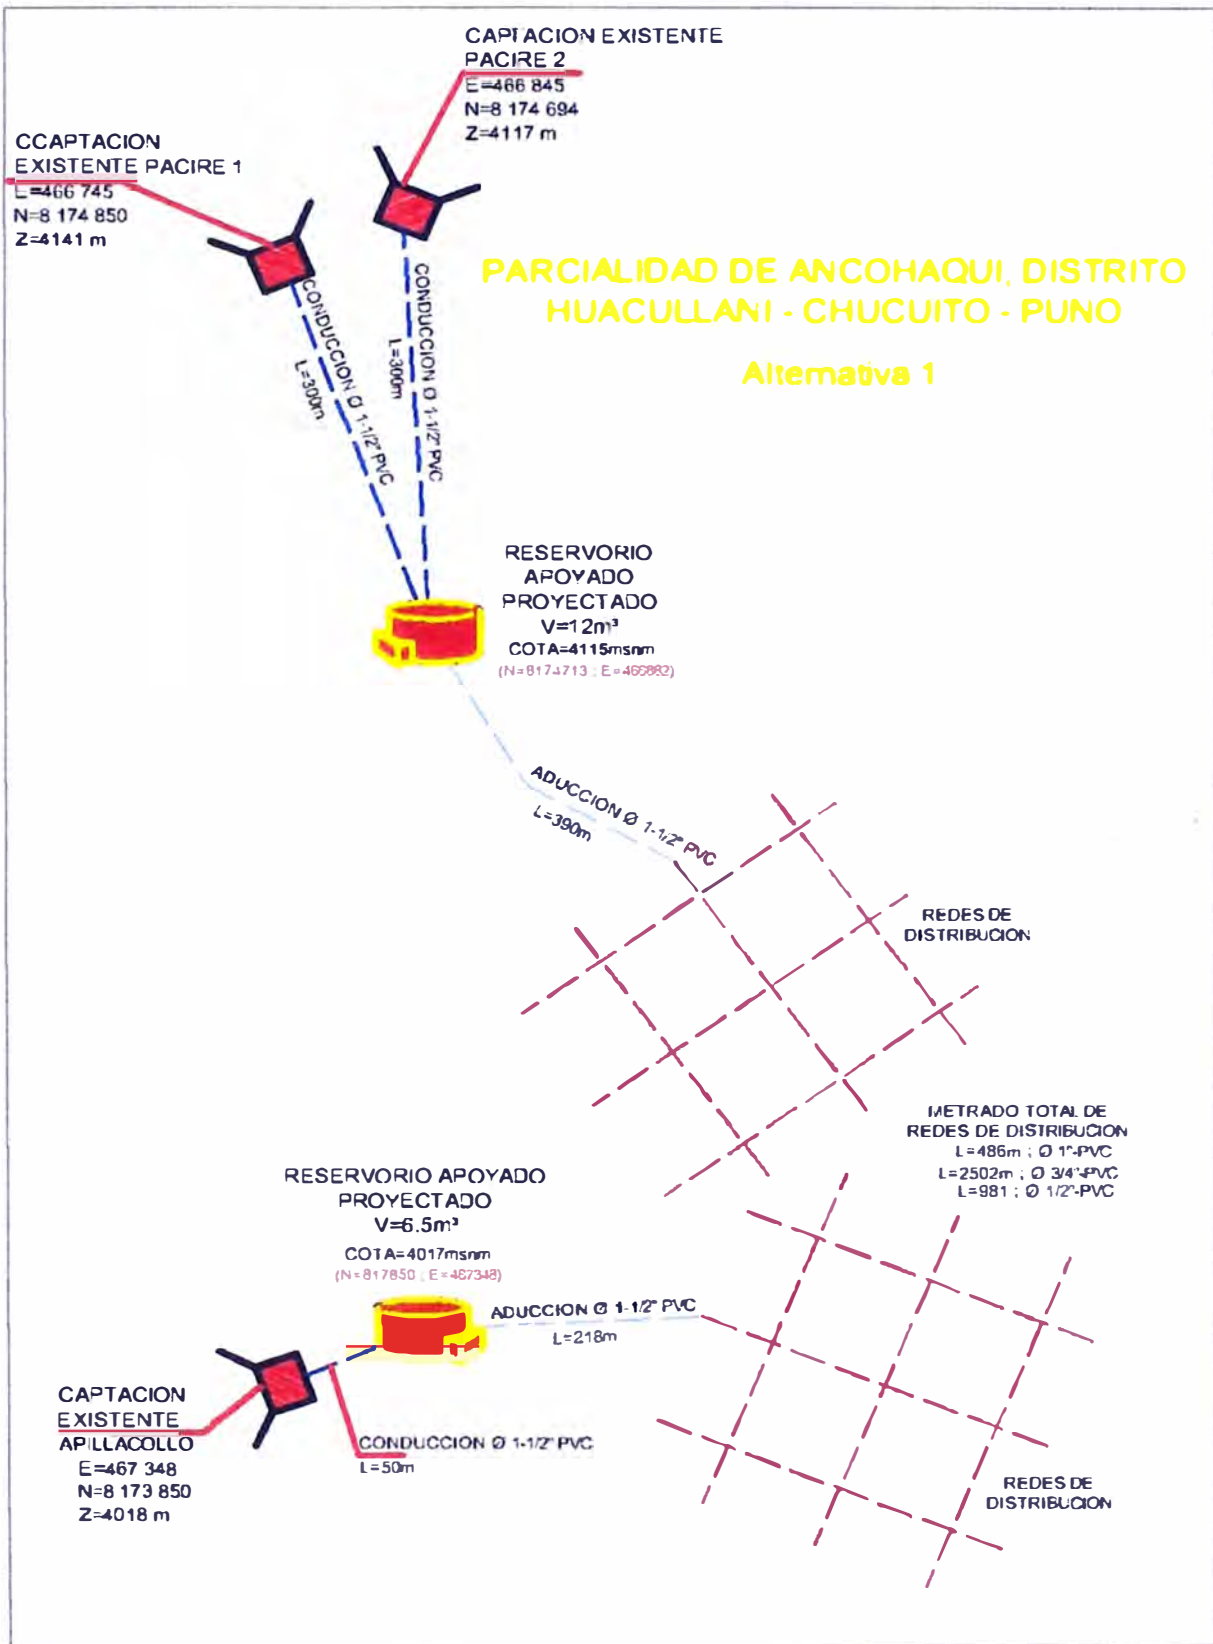 CAPTACION EXISTENTE
PACIRE 2
E=466 845
N=8 174 694
Z=4117 m
CCAPTACION
EXISTENTE PACIRE 1
E=466 745
N=8 174 850
Z=4141 m
PARCIALIDAD DE ANCOHAQUI, DISTRITO
HUACULLANI - CHUCUITO - PUNO
Alternativa 1
CONDUCCION Ø 1-1/2" PVC
L=300m
CONDUCCION Ø 1-1/2" PVC
L=300m
RESERVORIO
APOYADO
PROYECTADO
V=12m³
COTA=4115msnm
(N=8174713 ; E=466882)
ADUCCION Ø 1-1/2" PVC
L=390m
REDES DE
DISTRIBUCION
METRADO TOTAL DE
REDES DE DISTRIBUCION
L=486m ; Ø 1"-PVC
L=2502m ; Ø 3/4"-PVC
L=981 ; Ø 1/2"-PVC
RESERVORIO APOYADO
PROYECTADO
V=6.5m³
COTA=4017msnm
(N=817850 ; E=467348)
ADUCCION Ø 1-1/2" PVC
L=218m
CAPTACION
EXISTENTE
APILLACOLLO
E=467 348
N=8 173 850
Z=4018 m
CONDUCCION Ø 1-1/2" PVC
L=50m
REDES DE
DISTRIBUCION